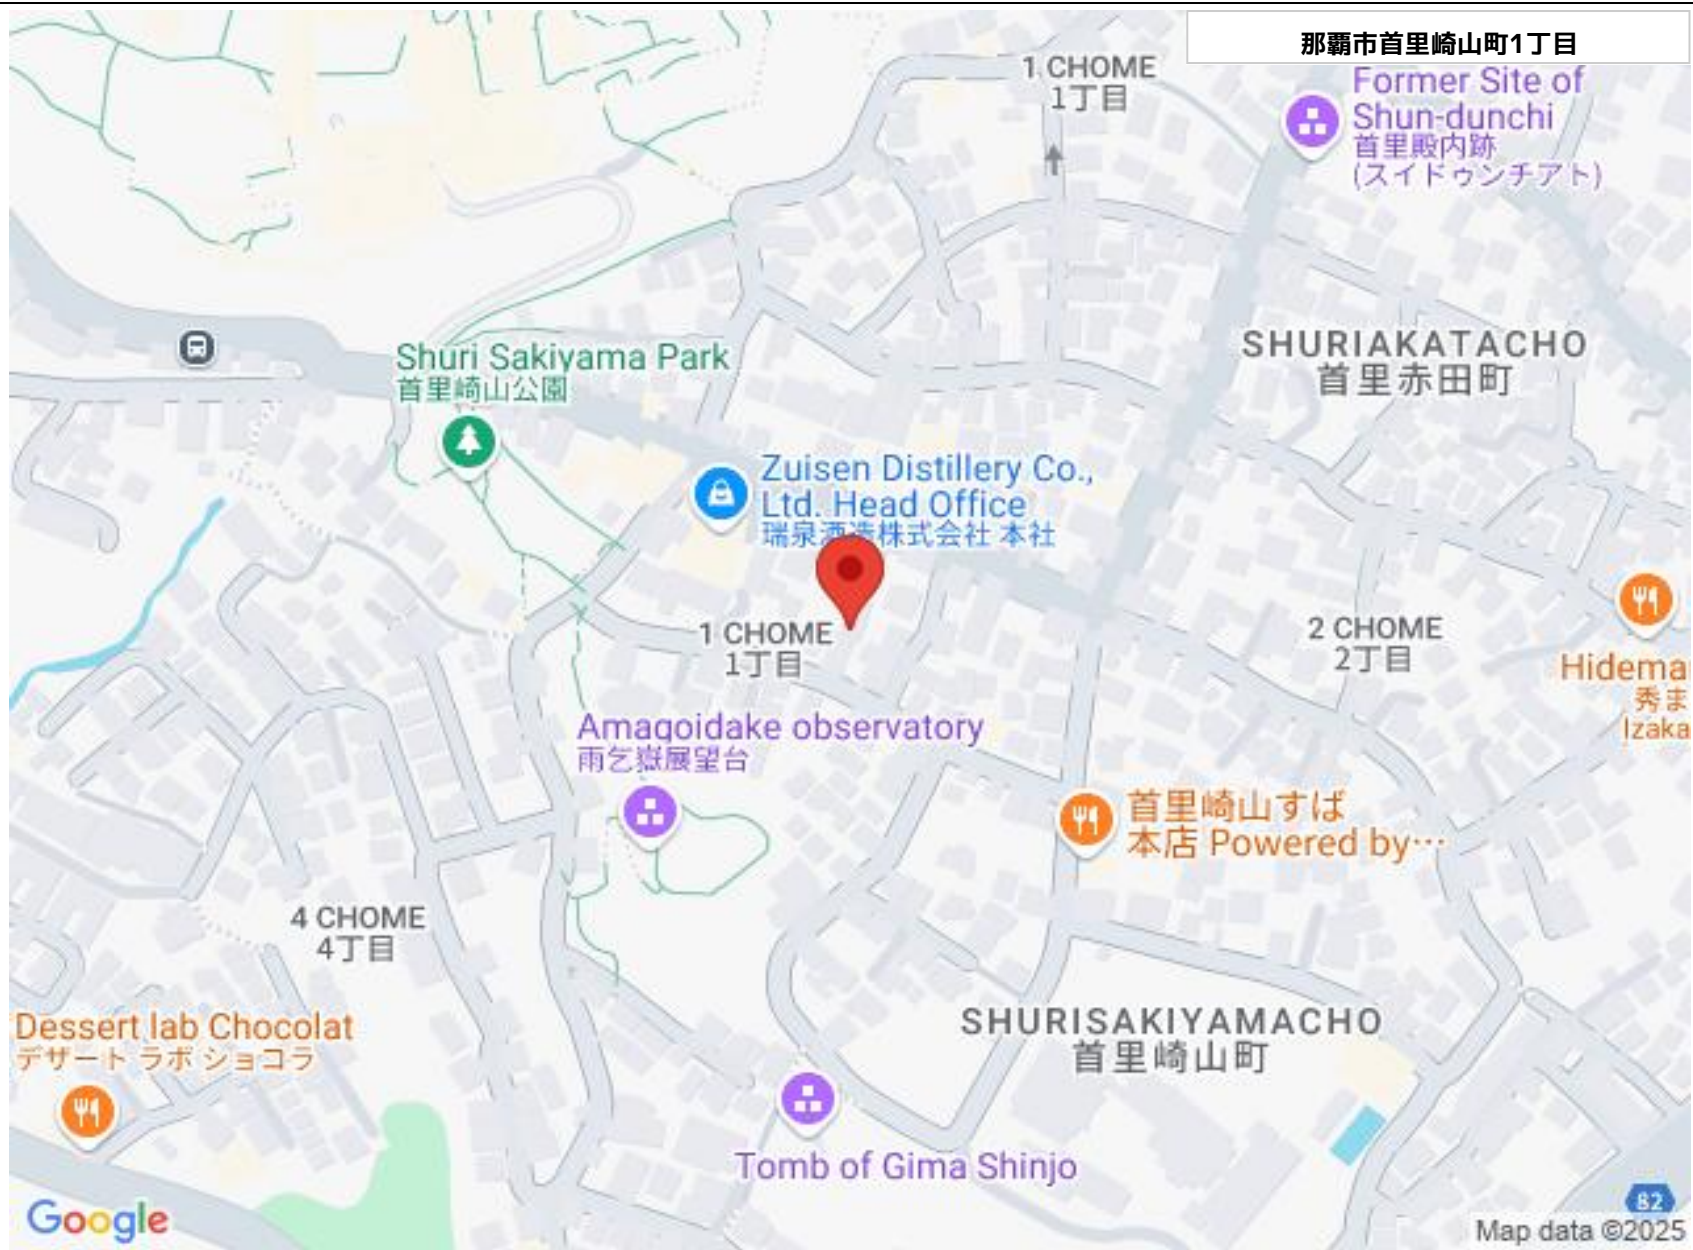 那覇市首里崎山町1丁目
1 CHOME
1丁目
Former Site of
Shun-dunchi
首里殿内跡
(スイドゥンチアト)
Shuri Sakiyama Park
首里崎山公園
SHURIAKATACHO
首里赤田町
Zuisen Distillery Co.,
Ltd. Head Office
瑞泉酒造株式会社 本社
1 CHOME
1丁目
2 CHOME
2丁目
Hidema
秀ま
Izaka
Amagoidake observatory
雨乞嶽展望台
首里崎山すば
本店 Powered by…
4 CHOME
4丁目
SHURISAKIYAMACHO
首里崎山町
Dessert lab Chocolat
デザート ラボ ショコラ
Tomb of Gima Shinjo
82
Google
Map data ©2025